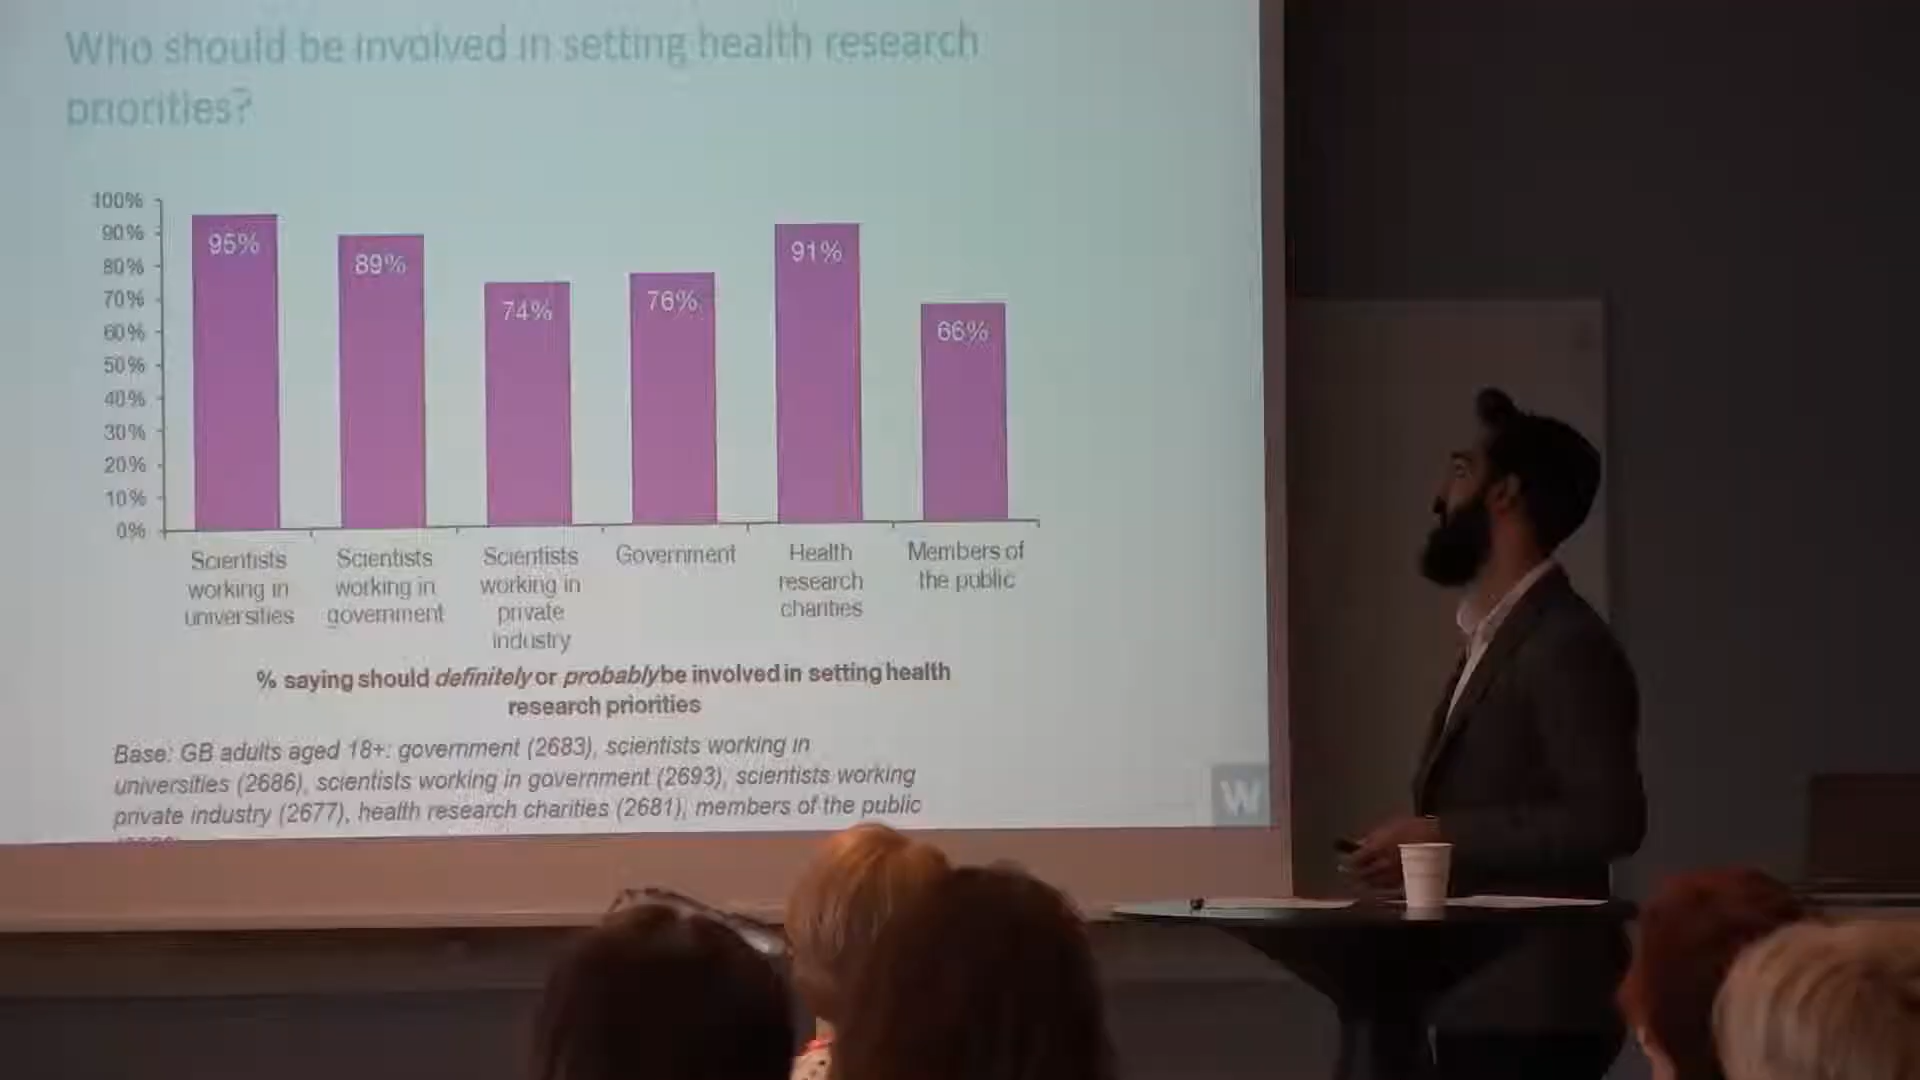 Who should be involved in setting health research
priorities?
100%
90%
80%
70%
60%
50%
40%
30%
20%
10%
0%
95%
89%
74%
76%
91%
66%
Scientists
working in
universities
Scientists
working in
government
Scientists
working in
private
industry
Government
Health
research
charities
Members of
the public
% saying should definitely or probably be involved in setting health
research priorities
Base: GB adults aged 18+: government (2683), scientists working in
universities (2686), scientists working in government (2693), scientists working
private industry (2677), health research charities (2681), members of the public
W